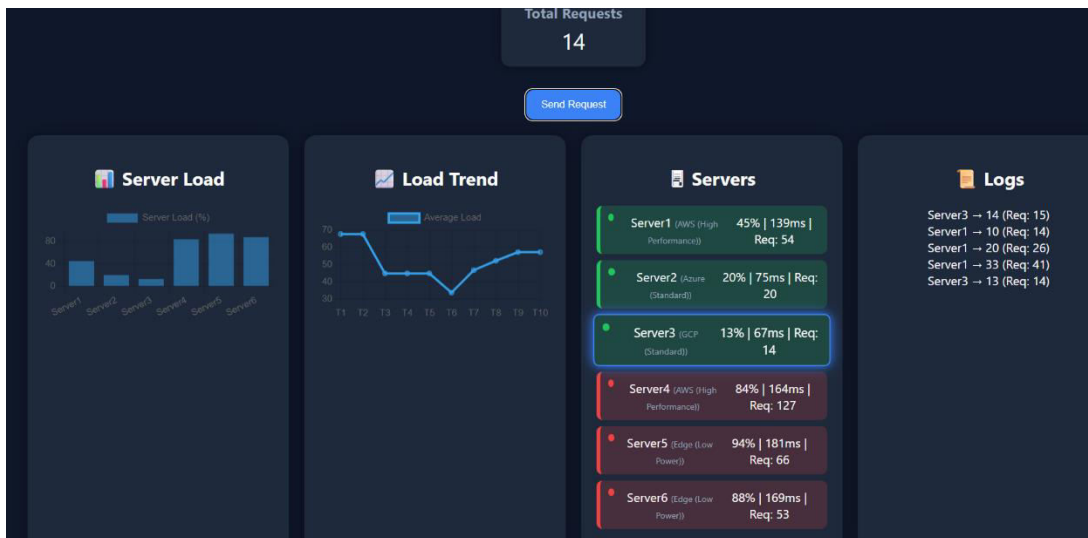 Total Requests
14
Send Request
📊 Server Load
Server Load (%)
80
40
0
Server1
Server2
Server3
Server4
Server5
Server6
📈 Load Trend
Average Load
70
60
50
40
30
T1 T2 T3 T4 T5 T6 T7 T8 T9 T10
Servers
Server1 (AWS (High Performance)) 45% | 139ms |
Req: 54
Server2 (Azure (Standard)) 20% | 75ms | Req:
20
Server3 (GCP (Standard)) 13% | 67ms | Req:
14
Server4 (AWS (High Performance)) 84% | 164ms |
Req: 127
Server5 (Edge (Low Power)) 94% | 181ms |
Req: 66
Server6 (Edge (Low Power)) 88% | 169ms |
Req: 53
📜 Logs
Server3 → 14 (Req: 15)
Server1 → 10 (Req: 14)
Server1 → 20 (Req: 26)
Server1 → 33 (Req: 41)
Server3 → 13 (Req: 14)